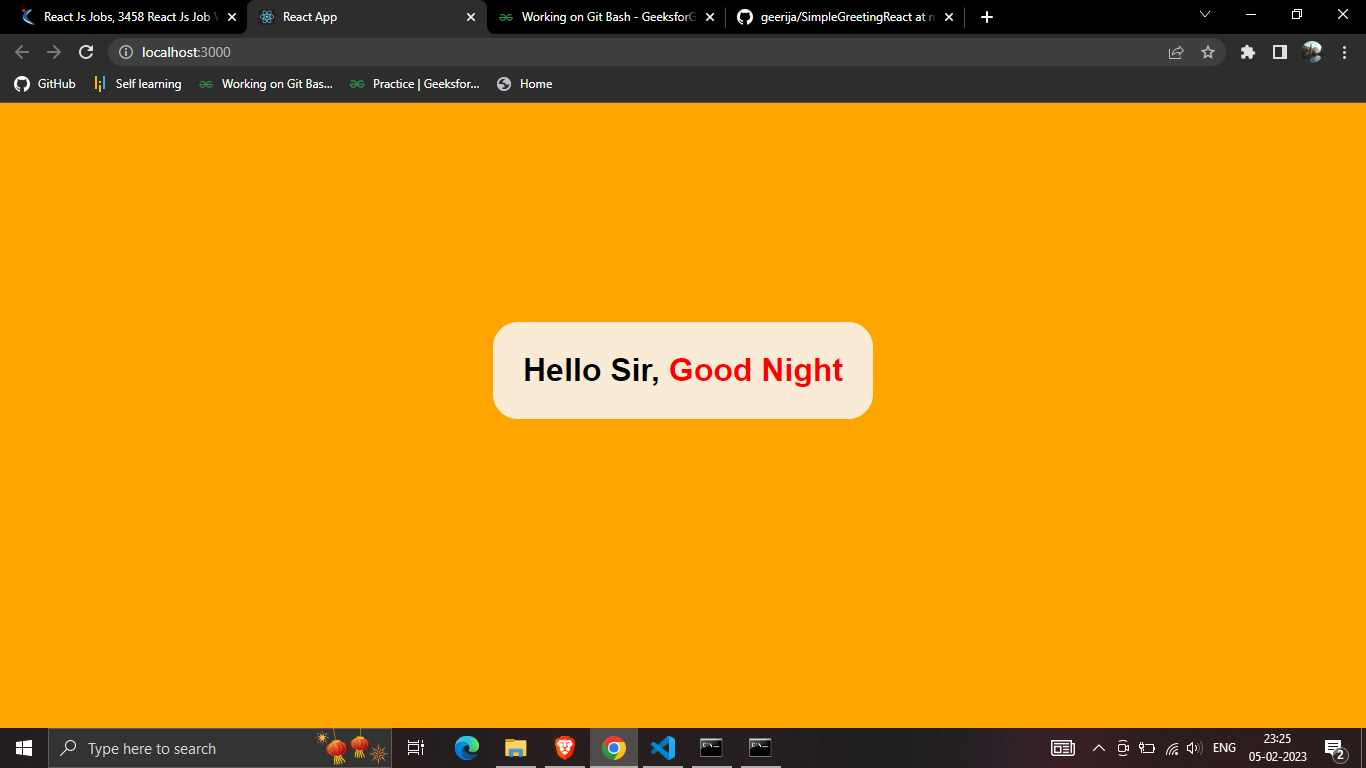 React Js Jobs, 3458 React Js Job
React App
Working on Git Bash - Geeksfor
geerija/SimpleGreetingReact at
localhost:3000
GitHub
Self learning
Working on Git Bas...
Practice | Geeksfor...
Home
Hello Sir, Good Night
Type here to search
ENG
23:25
05-02-2023
2